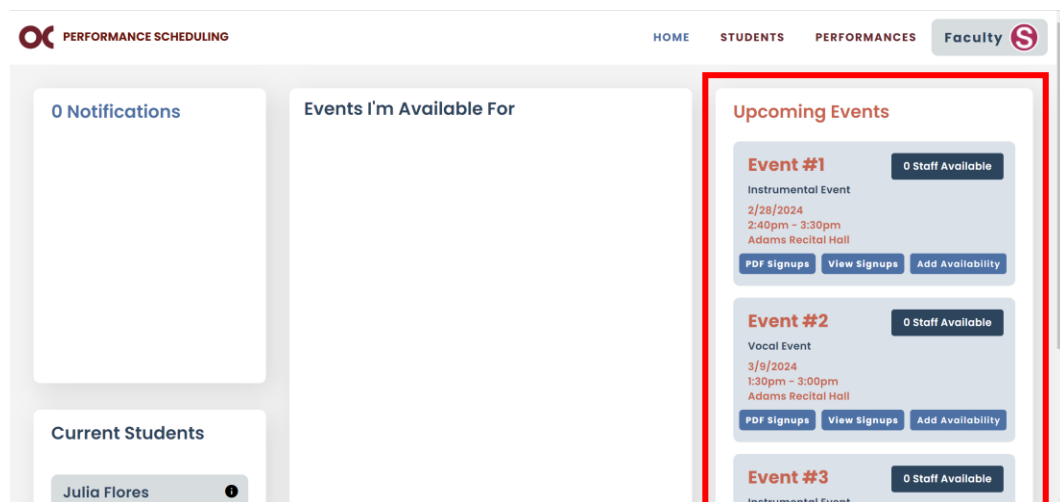 OC PERFORMANCE SCHEDULING
HOME STUDENTS PERFORMANCES Faculty S
0 Notifications
Events I'm Available For
Upcoming Events
Event #1 0 Staff Available
Instrumental Event
2/28/2024
2:40pm - 3:30pm
Adams Recital Hall
PDF Signups View Signups Add Availability
Event #2 0 Staff Available
Vocal Event
3/9/2024
1:30pm - 3:00pm
Adams Recital Hall
PDF Signups View Signups Add Availability
Current Students
Julia Flores
Event #3 0 Staff Available
Instrumental Event